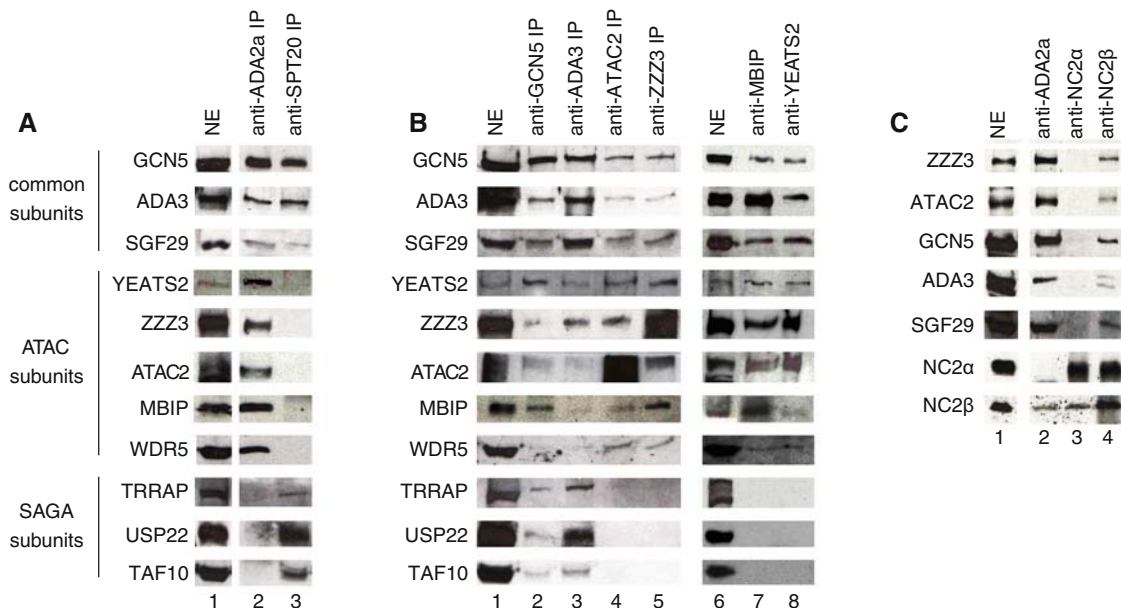 A
NE
anti-ADA2a IP
anti-SPT20 IP
common
subunits
GCN5
ADA3
SGF29
ATAC
subunits
YEATS2
ZZZ3
ATAC2
MBIP
WDR5
SAGA
subunits
TRRAP
USP22
TAF10
1 2 3
B
NE
anti-GCN5 IP
anti-ADA3 IP
anti-ATAC2 IP
anti-ZZZ3 IP
NE
anti-MBIP
anti-YEATS2
GCN5
ADA3
SGF29
YEATS2
ZZZ3
ATAC2
MBIP
WDR5
TRRAP
USP22
TAF10
1 2 3 4 5 6 7 8
C
NE
anti-ADA2a
anti-NC2α
anti-NC2β
ZZZ3
ATAC2
GCN5
ADA3
SGF29
NC2α
NC2β
1 2 3 4